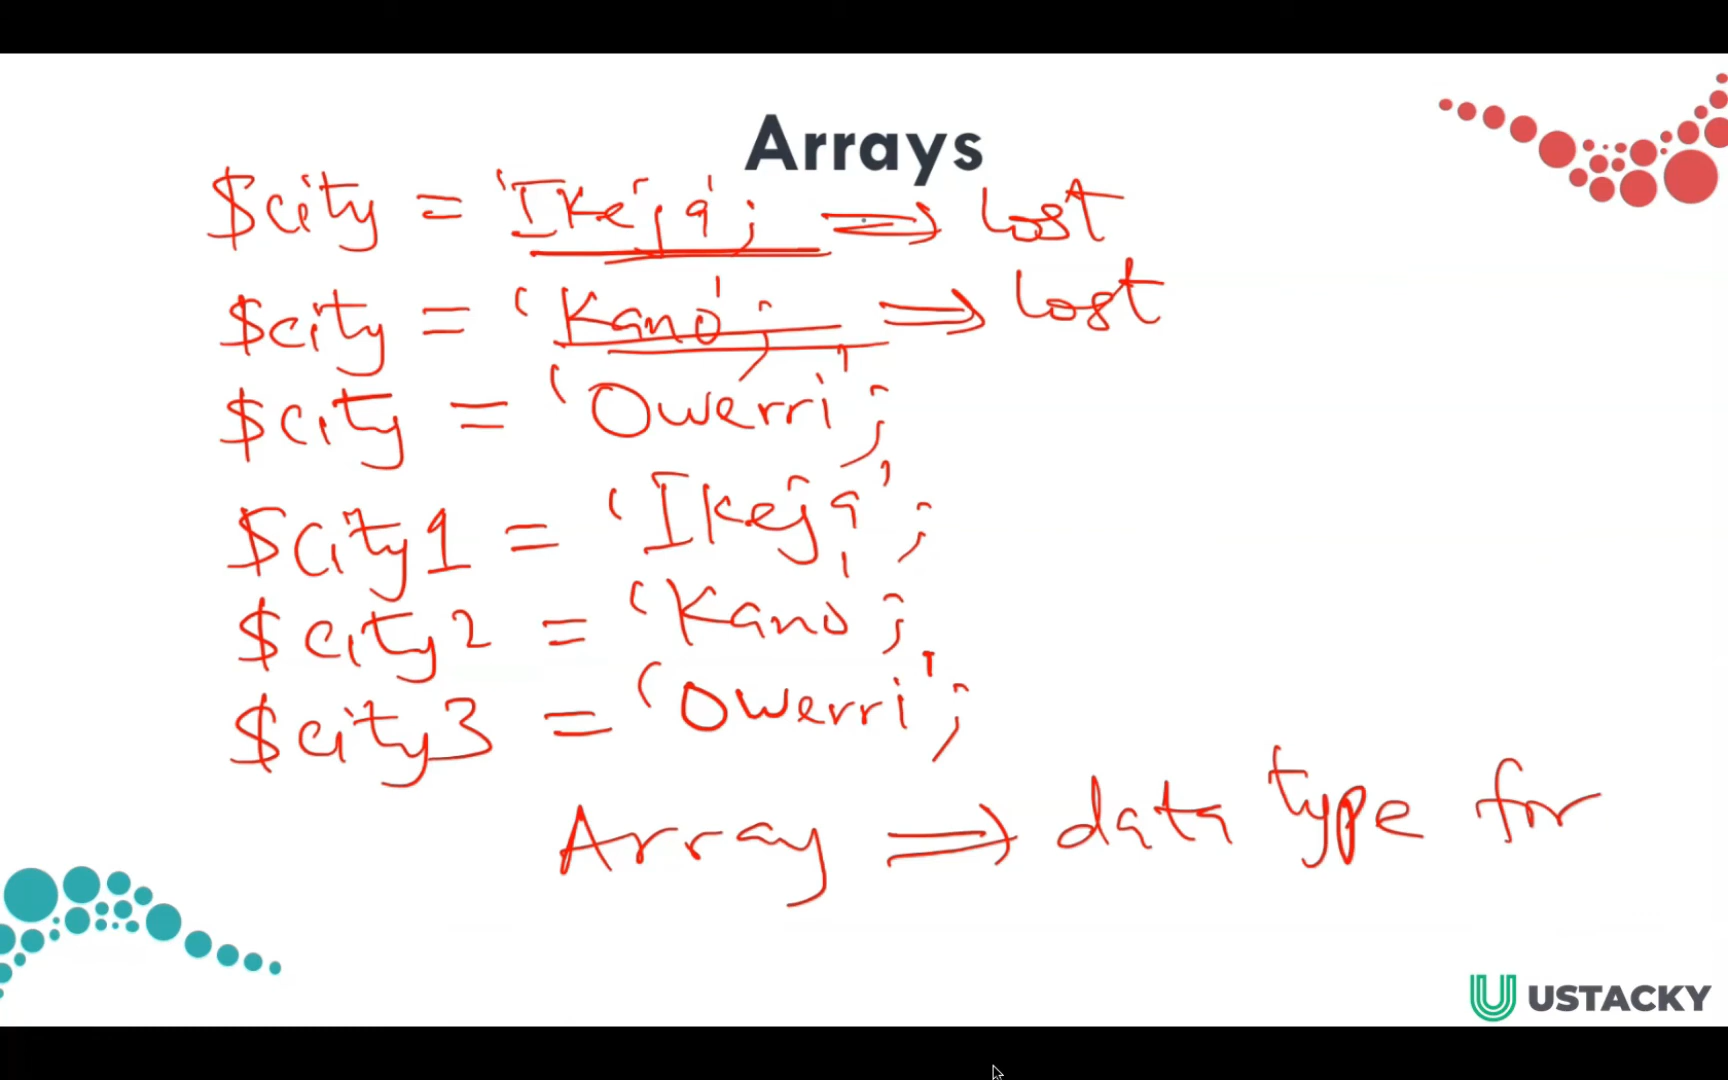 Arrays
$city = 'Ikeja'; ⇒ lost
$city = 'Kano'; ⇒ lost
$city = 'Owerri';
$city1 = 'Ikeja';
$city2 = 'Kano';
$city3 = 'Owerri';
Array ⇒ data type for
USTACKY